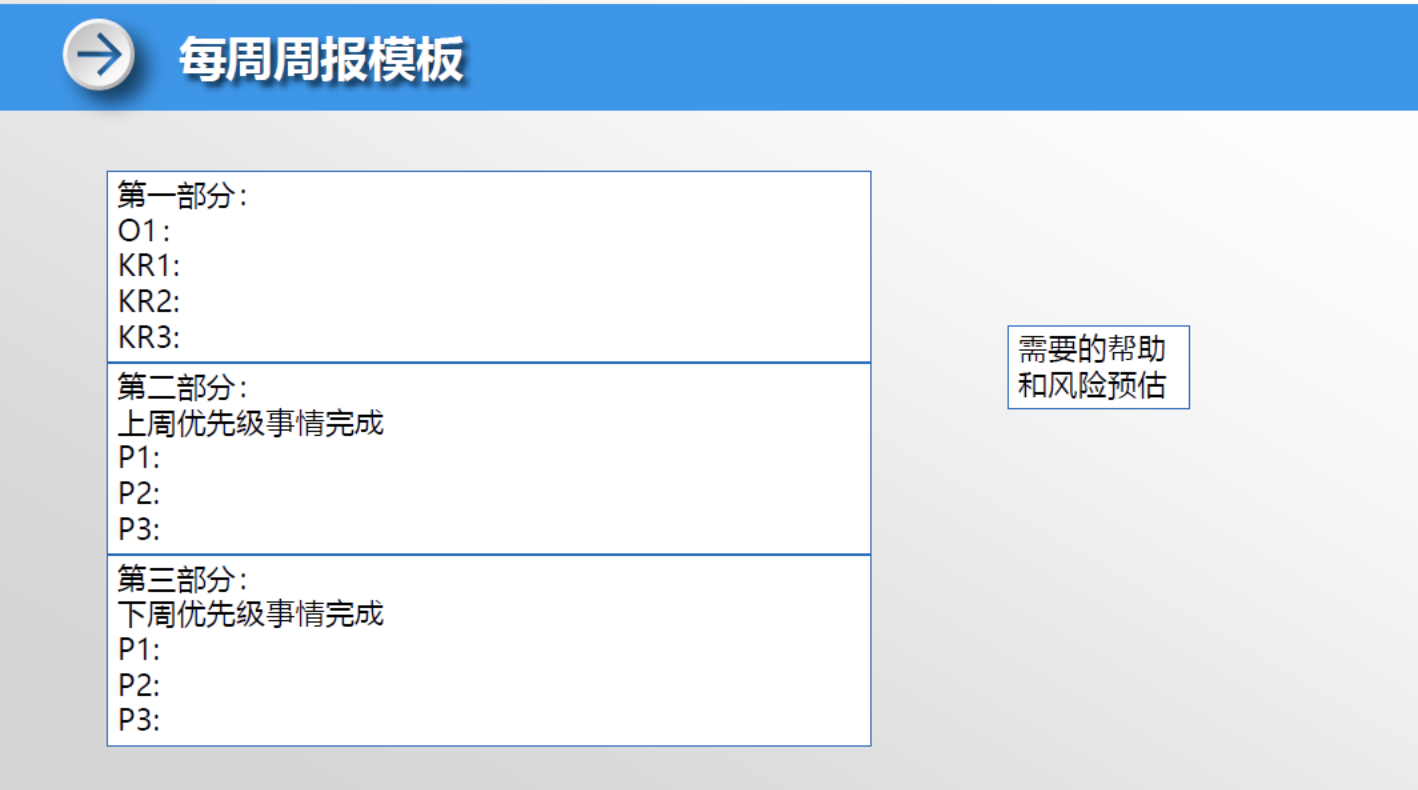 每周周报模板
第一部分：
O1：
KR1:
KR2:
KR3:
第二部分：
上周优先级事情完成
P1:
P2:
P3:
第三部分：
下周优先级事情完成
P1:
P2:
P3:
需要的帮助
和风险预估